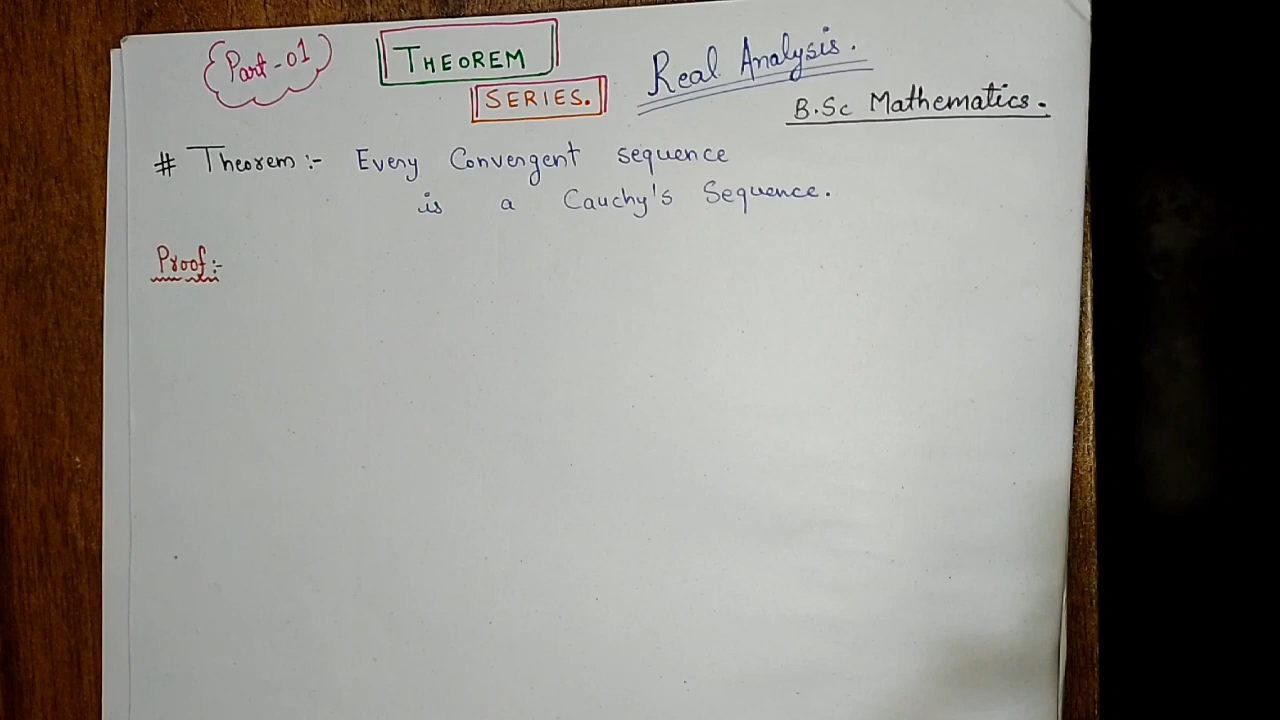 Part-01
THEOREM
SERIES.
Real Analysis.
B.Sc Mathematics.
# Theorem:- Every Convergent sequence
is a Cauchy's Sequence.
Proof:-